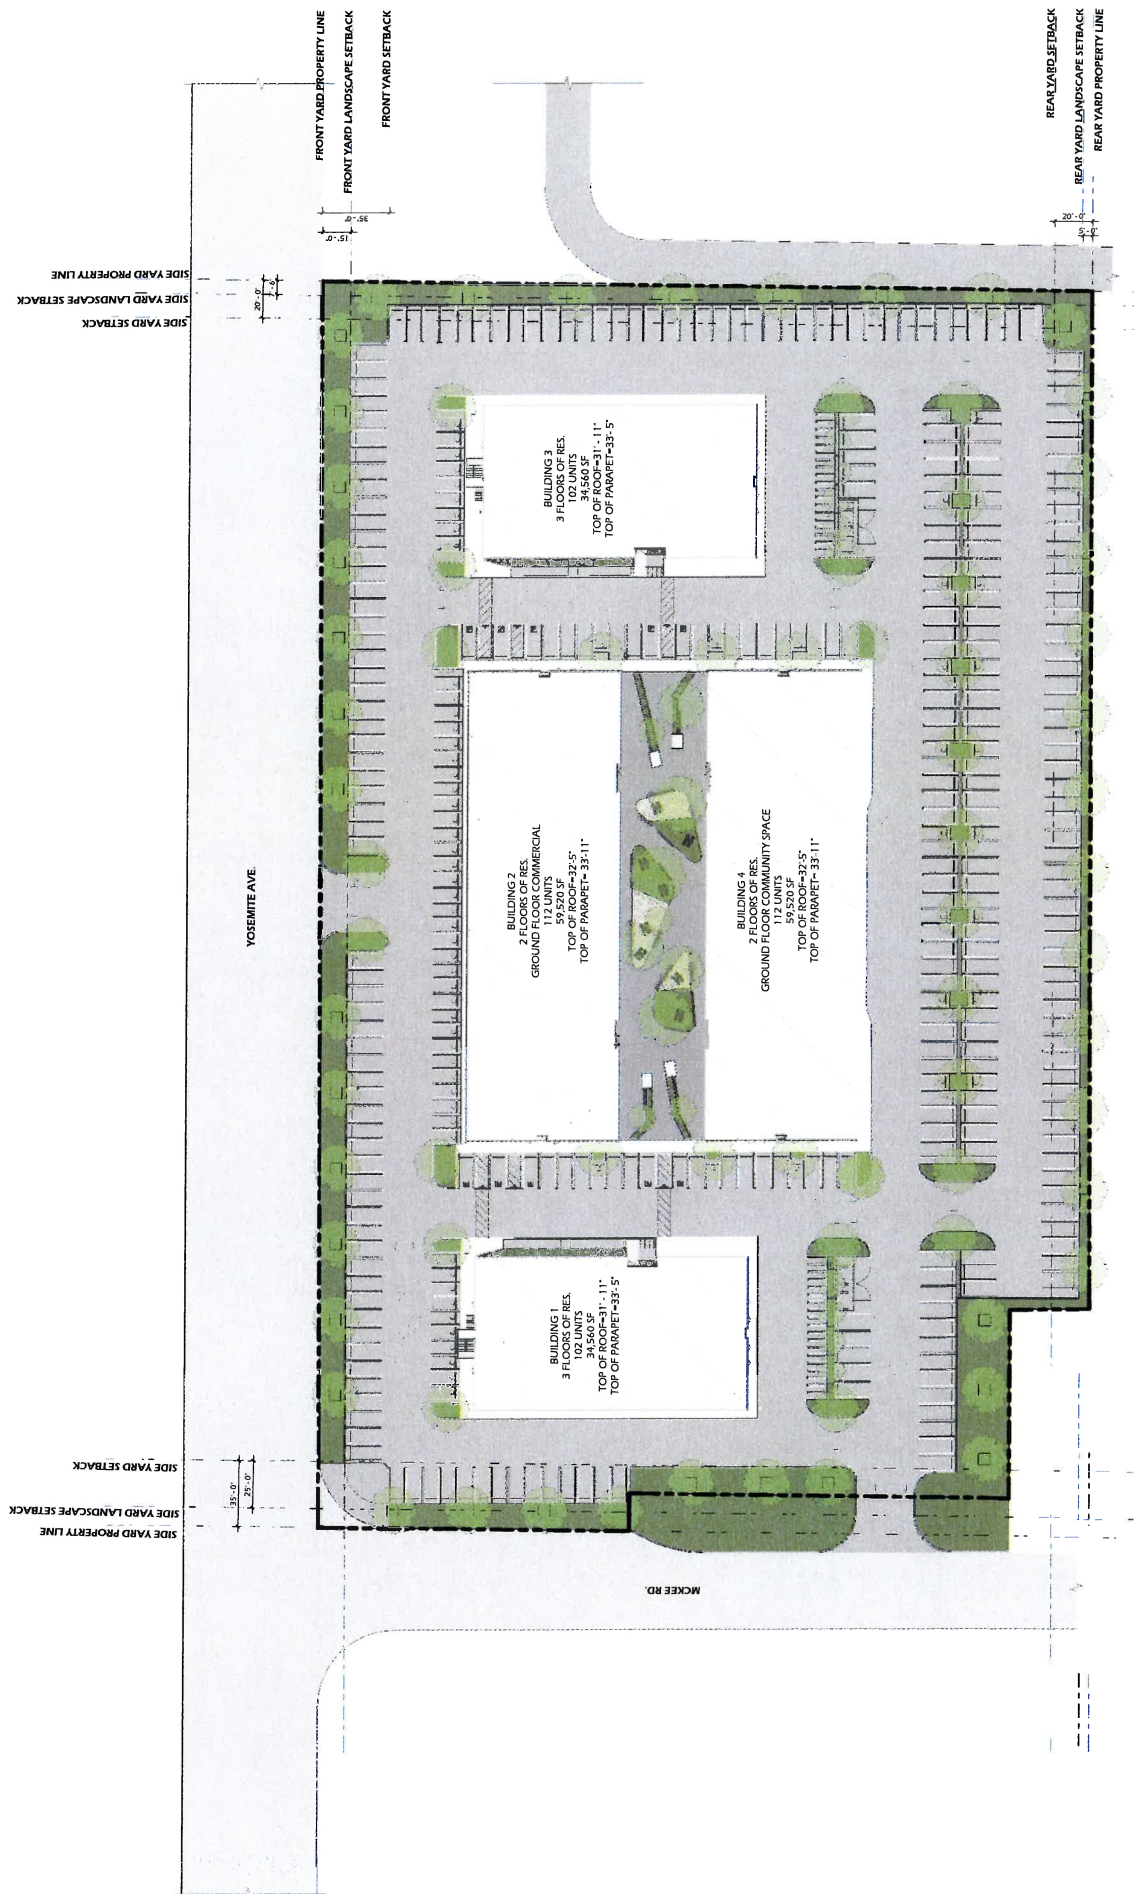 FRONT YARD PROPERTY LINE
FRONT YARD LANDSCAPE SETBACK
FRONT YARD SETBACK
REAR YARD SETBACK
REAR YARD LANDSCAPE SETBACK
REAR YARD PROPERTY LINE
35'-0"
15'-0"
20'-0"
5'-0"
SIDE YARD PROPERTY LINE
SIDE YARD LANDSCAPE SETBACK
SIDE YARD SETBACK
20'-0"
YOSEMITE AVE.
BUILDING 3
3 FLOORS OF RES.
102 UNITS
34,560 SF
TOP OF ROOF=31'-11"
TOP OF PARAPET=33'-5"
BUILDING 2
2 FLOORS OF RES.
GROUND FLOOR COMMERCIAL
112 UNITS
59,520 SF
TOP OF ROOF=32'-5"
TOP OF PARAPET= 33'-11"
BUILDING 4
2 FLOORS OF RES.
GROUND FLOOR COMMUNITY SPACE
112 UNITS
59,520 SF
TOP OF ROOF=32'-5"
TOP OF PARAPET= 33'-11"
BUILDING 1
3 FLOORS OF RES.
102 UNITS
34,560 SF
TOP OF ROOF=31'-11"
TOP OF PARAPET=33'-5"
SIDE YARD SETBACK
SIDE YARD LANDSCAPE SETBACK
SIDE YARD PROPERTY LINE
35'-0"
25'-0"
MCKEE RD.